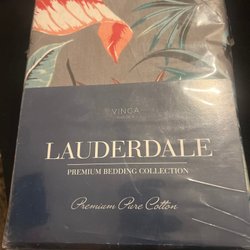 VINGA
LAUDERDALE
PREMIUM BEDDING COLLECTION
Premium Pure Cotton